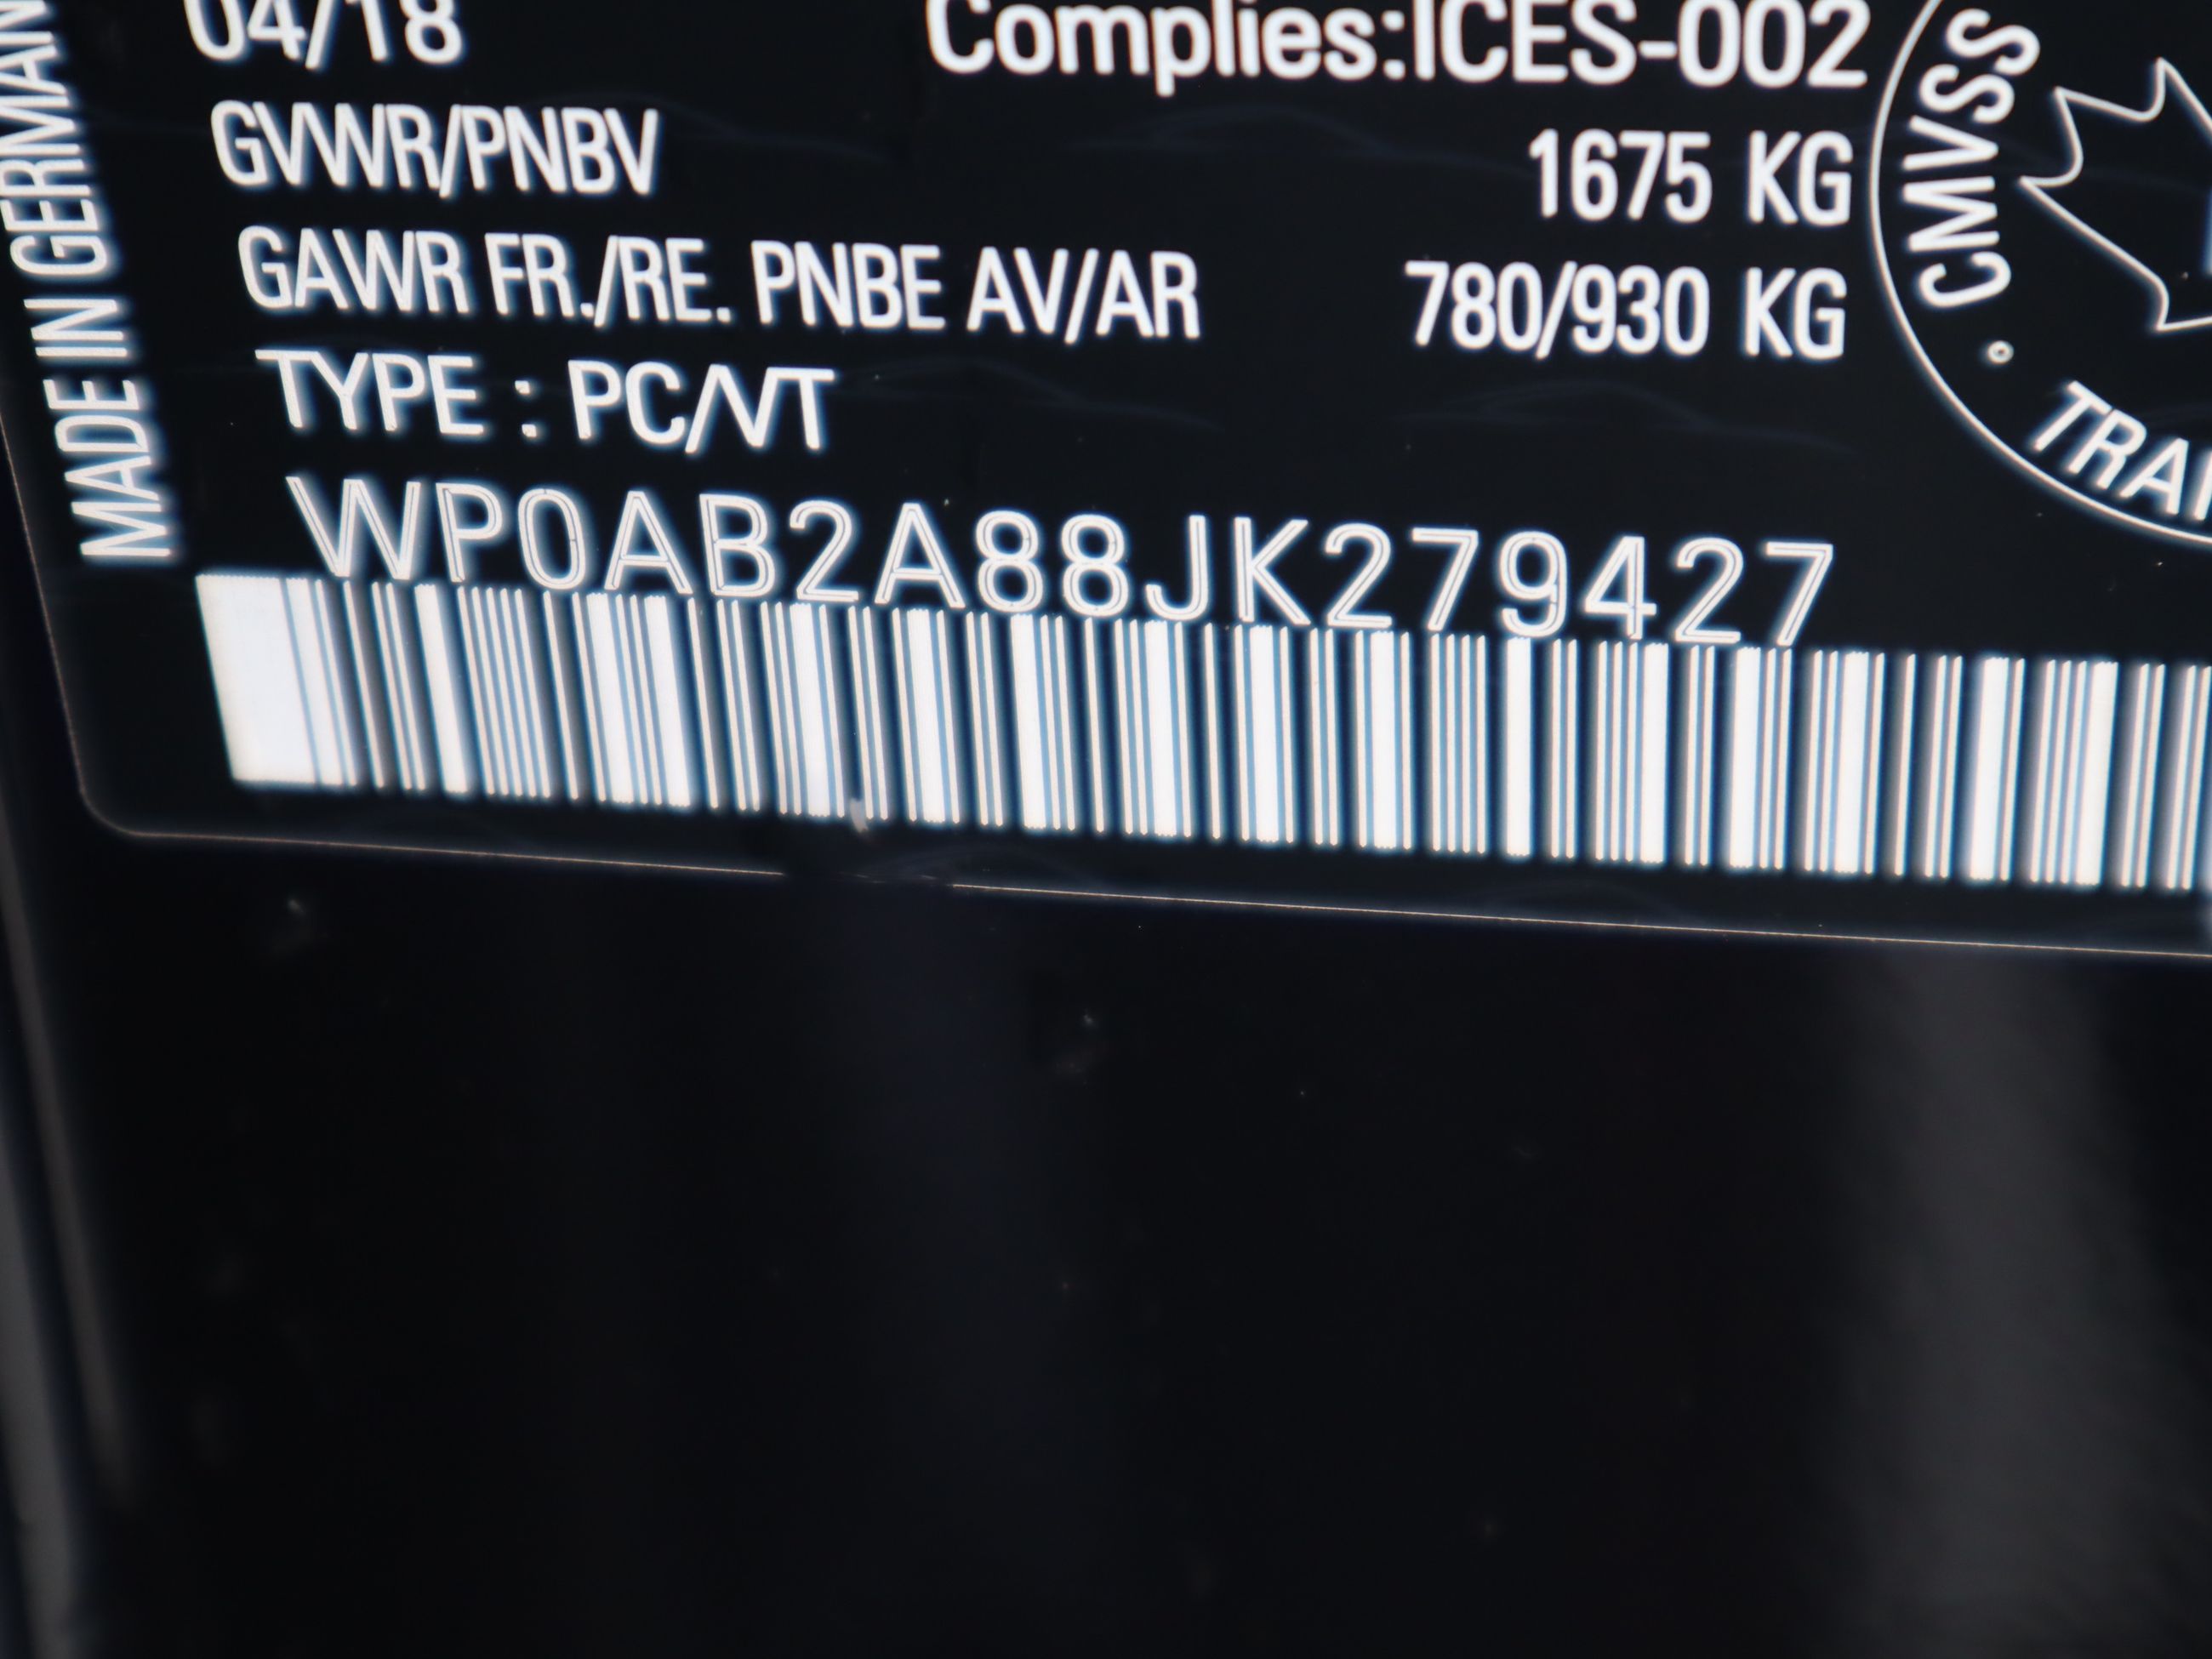 04/18 Complies:ICES-002
GVWR/PNBV 1675 KG
GAWR FR./RE. PNBE AV/AR 780/930 KG
TYPE : PC/VT
WP0AB2A88JK279427
MADE IN GERMAN
CMVSS
TRAN